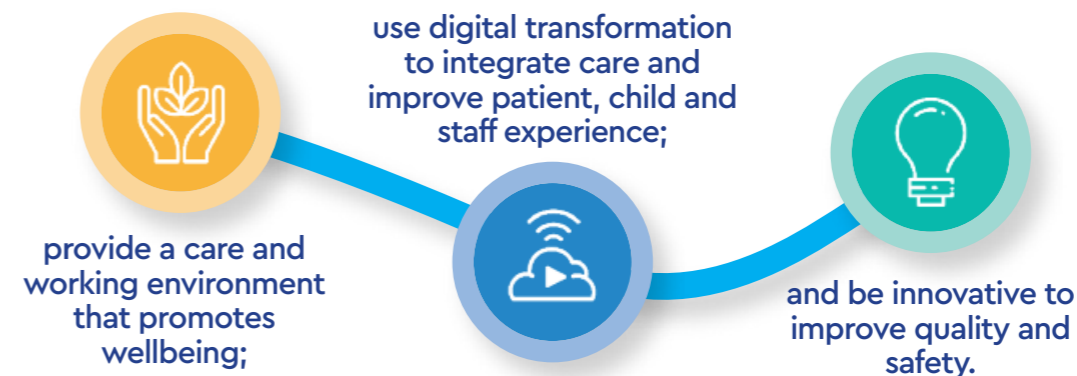 provide a care and
working environment
that promotes
wellbeing;
use digital transformation
to integrate care and
improve patient, child and
staff experience;
and be innovative to
improve quality and
safety.